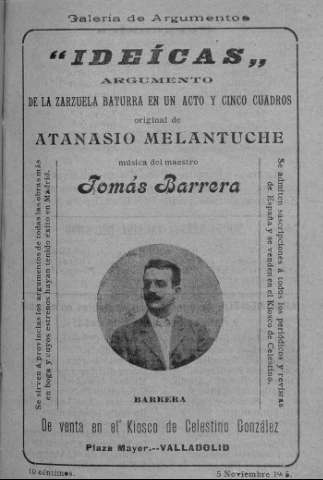 Galería de Argumentos
"IDEÍCAS„
ARGUMENTO
DE LA ZARZUELA BATURRA EN UN ACTO Y CINCO CUADROS
original de
ATANASIO MELANTUCHE
música del maestro
Tomás Barrera
Se sirven á provincias los argumentos de todas las obras más
en boga y cuyos estrenos hayan tenido éxito en Madrid.
Se admiten suscripciones á todos los periódicos y revistas
de España y se venden en el Kiosco de Celestino.
BARRERA
De venta en el Kiosco de Celestino González
Plaza Mayor.--VALLADOLID
10 céntimos.
5 Noviembre